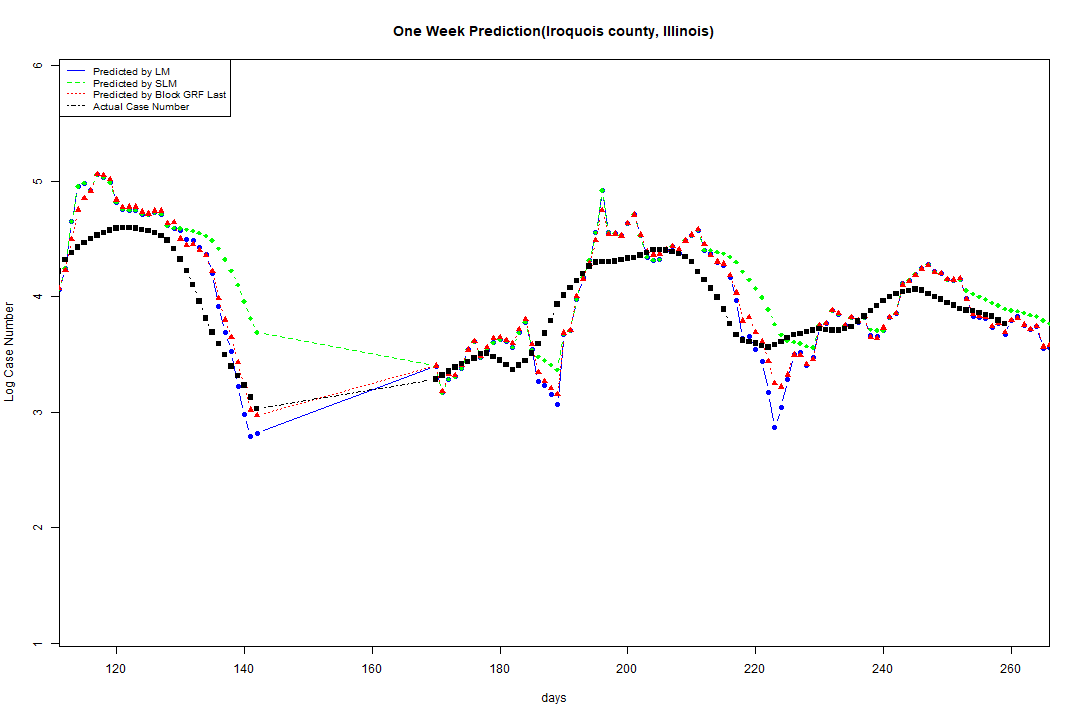 One Week Prediction(Iroquois county, Illinois)
Predicted by LM
Predicted by SLM
Predicted by Block GRF Last
Actual Case Number
Log Case Number
6
5
4
3
2
1
120 140 160 180 200 220 240 260
days